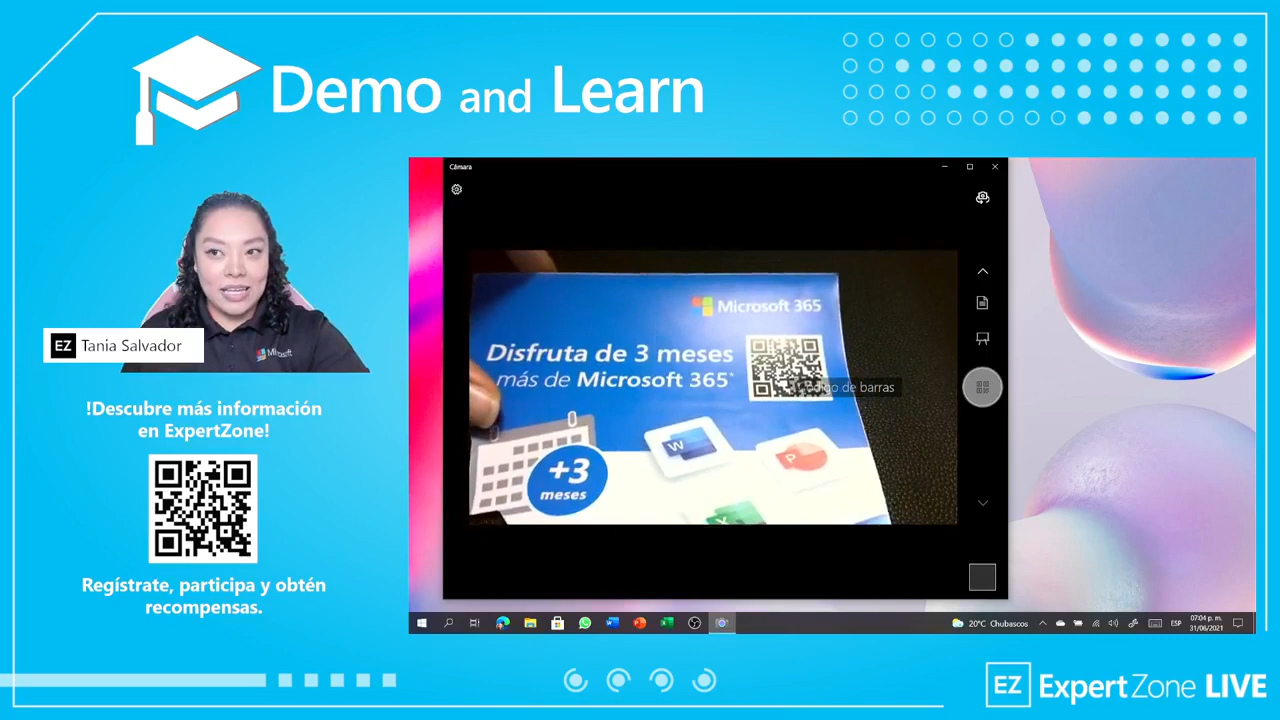 Demo and Learn
Cámara
Microsoft 365
Disfruta de 3 meses
más de Microsoft 365*
Código de barras
W
P
X
+3
meses
EZ Tania Salvador
Microsoft
!Descubre más información
en ExpertZone!
Regístrate, participa y obtén
recompensas.
20°C Chubascos
ESP
07:04 p. m.
31/06/2021
EZ ExpertZone LIVE